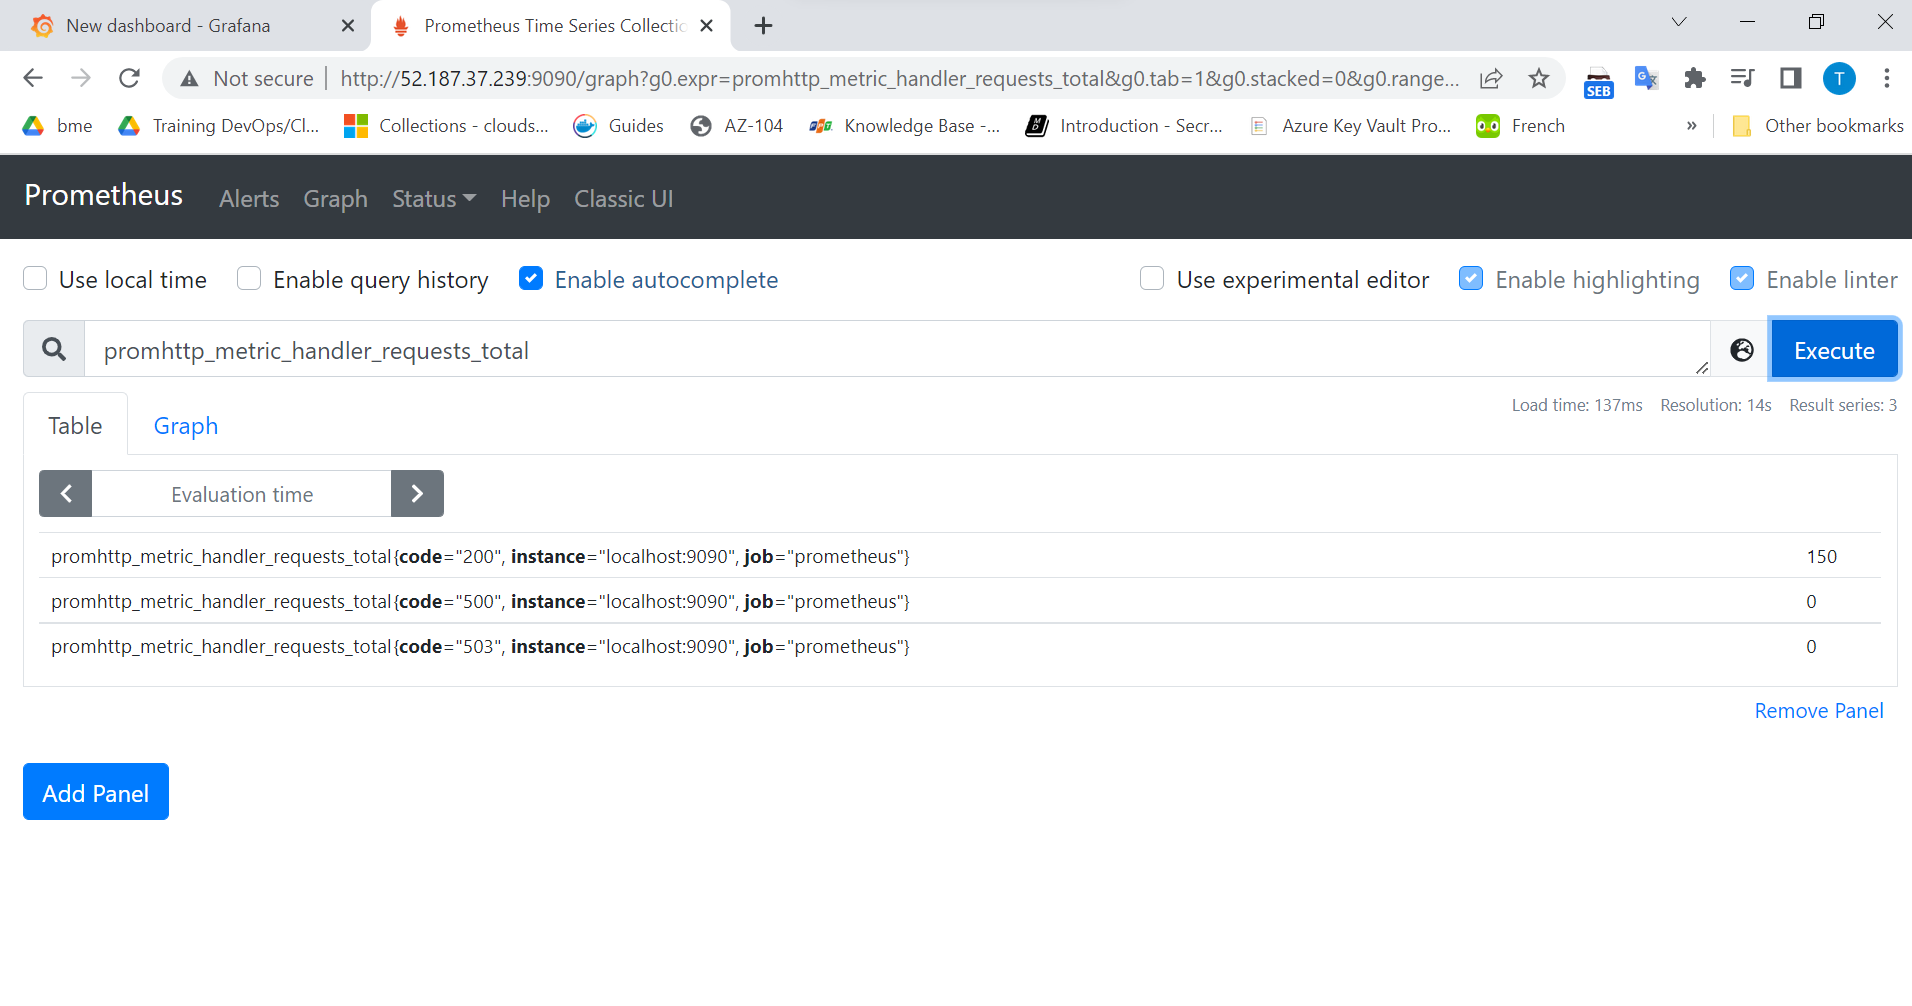 New dashboard - Grafana
Prometheus Time Series Collectio
Not secure http://52.187.37.239:9090/graph?g0.expr=promhttp_metric_handler_requests_total&g0.tab=1&g0.stacked=0&g0.range...
SEB
T
bme Training DevOps/Cl... Collections - clouds... Guides AZ-104 Knowledge Base -... Introduction - Secr... Azure Key Vault Pro... French » Other bookmarks
Prometheus Alerts Graph Status Help Classic UI
Use local time Enable query history Enable autocomplete Use experimental editor Enable highlighting Enable linter
promhttp_metric_handler_requests_total Execute
Load time: 137ms Resolution: 14s Result series: 3
Table Graph
Evaluation time
promhttp_metric_handler_requests_total{code="200", instance="localhost:9090", job="prometheus"} 150
promhttp_metric_handler_requests_total{code="500", instance="localhost:9090", job="prometheus"} 0
promhttp_metric_handler_requests_total{code="503", instance="localhost:9090", job="prometheus"} 0
Remove Panel
Add Panel